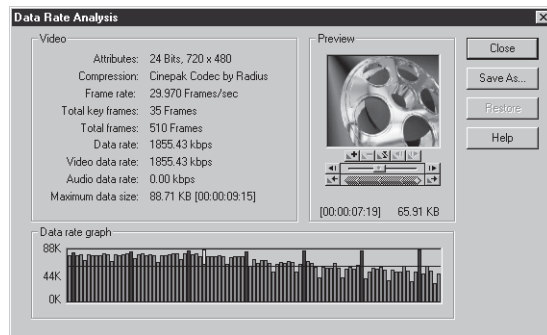 Data Rate Analysis
Video
Attributes: 24 Bits, 720 x 480
Compression: Cinepak Codec by Radius
Frame rate: 29.970 Frames/sec
Total key frames: 35 Frames
Total frames: 510 Frames
Data rate: 1855.43 kbps
Video data rate: 1855.43 kbps
Audio data rate: 0.00 kbps
Maximum data size: 88.71 KB [00:00:09:15]
Preview
[00:00:07:19] 65.91 KB
Close
Save As...
Restore
Help
Data rate graph
88K
44K
0K